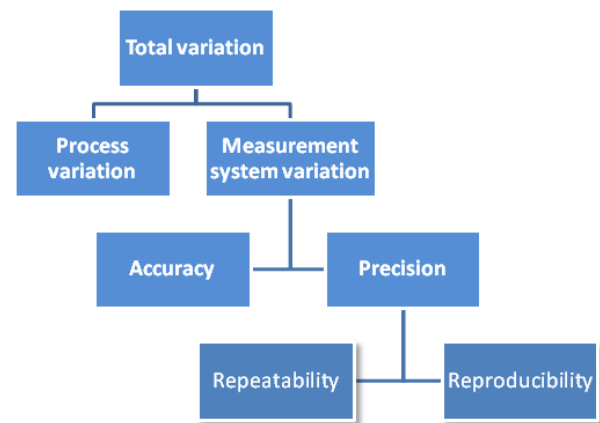 Total variation
Process
variation
Measurement
system variation
Accuracy
Precision
Repeatability
Reproducibility